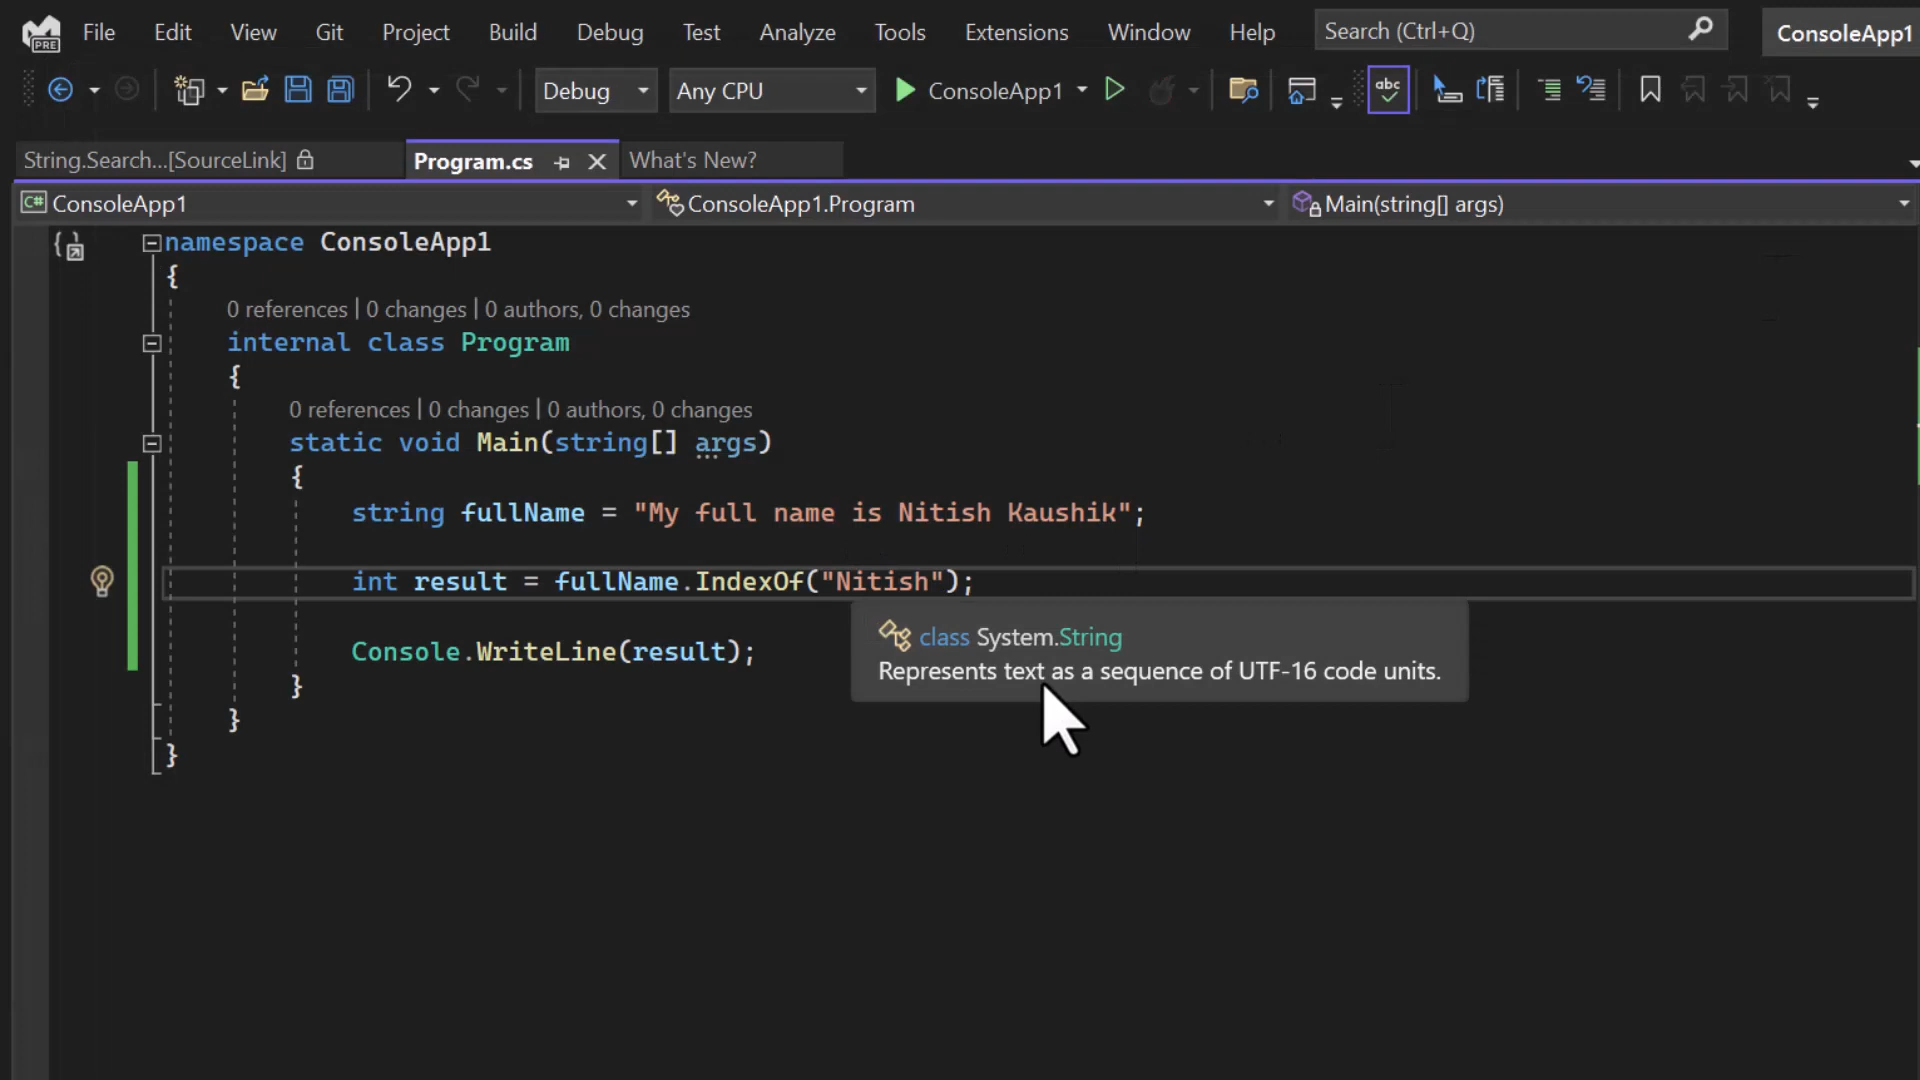 PRE
File Edit View Git Project Build Debug Test Analyze Tools Extensions Window Help Search (Ctrl+Q) ConsoleApp1
Debug Any CPU ConsoleApp1 abc
String.Search...[SourceLink] Program.cs What's New?
C# ConsoleApp1 ConsoleApp1.Program Main(string[] args)
namespace ConsoleApp1
{
0 references | 0 changes | 0 authors, 0 changes
internal class Program
{
0 references | 0 changes | 0 authors, 0 changes
static void Main(string[] args)
{
string fullName = "My full name is Nitish Kaushik";
int result = fullName.IndexOf("Nitish");
class System.String
Represents text as a sequence of UTF-16 code units.
Console.WriteLine(result);
}
}
}